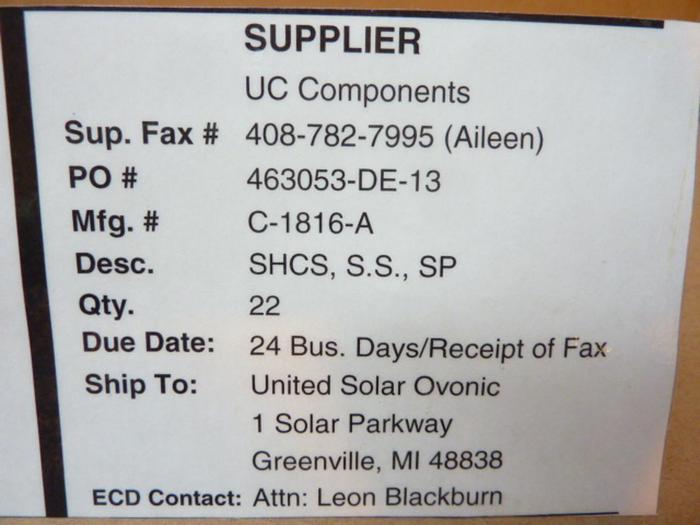 SUPPLIER
UC Components
Sup. Fax # 408-782-7995 (Aileen)
PO # 463053-DE-13
Mfg. # C-1816-A
Desc. SHCS, S.S., SP
Qty. 22
Due Date: 24 Bus. Days/Receipt of Fax
Ship To: United Solar Ovonic
1 Solar Parkway
Greenville, MI 48838
ECD Contact: Attn: Leon Blackburn